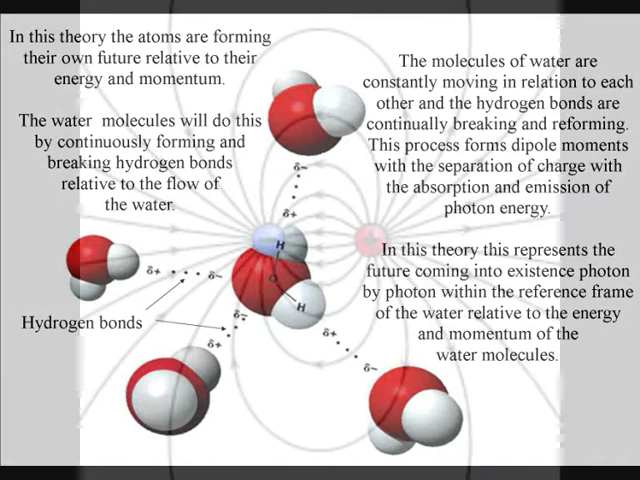 In this theory the atoms are forming
their own future relative to their
energy and momentum.
The water molecules will do this
by continuously forming and
breaking hydrogen bonds
relative to the flow of
the water.
The molecules of water are
constantly moving in relation to each
other and the hydrogen bonds are
continually breaking and reforming.
This process forms dipole moments
with the separation of charge with
the absorption and emission of
photon energy.
In this theory this represents the
future coming into existence photon
by photon within the reference frame
of the water relative to the energy
and momentum of the
water molecules.
δ−
δ+
H
O
H
δ+ δ−
Hydrogen bonds
δ−
δ+
δ+
δ−